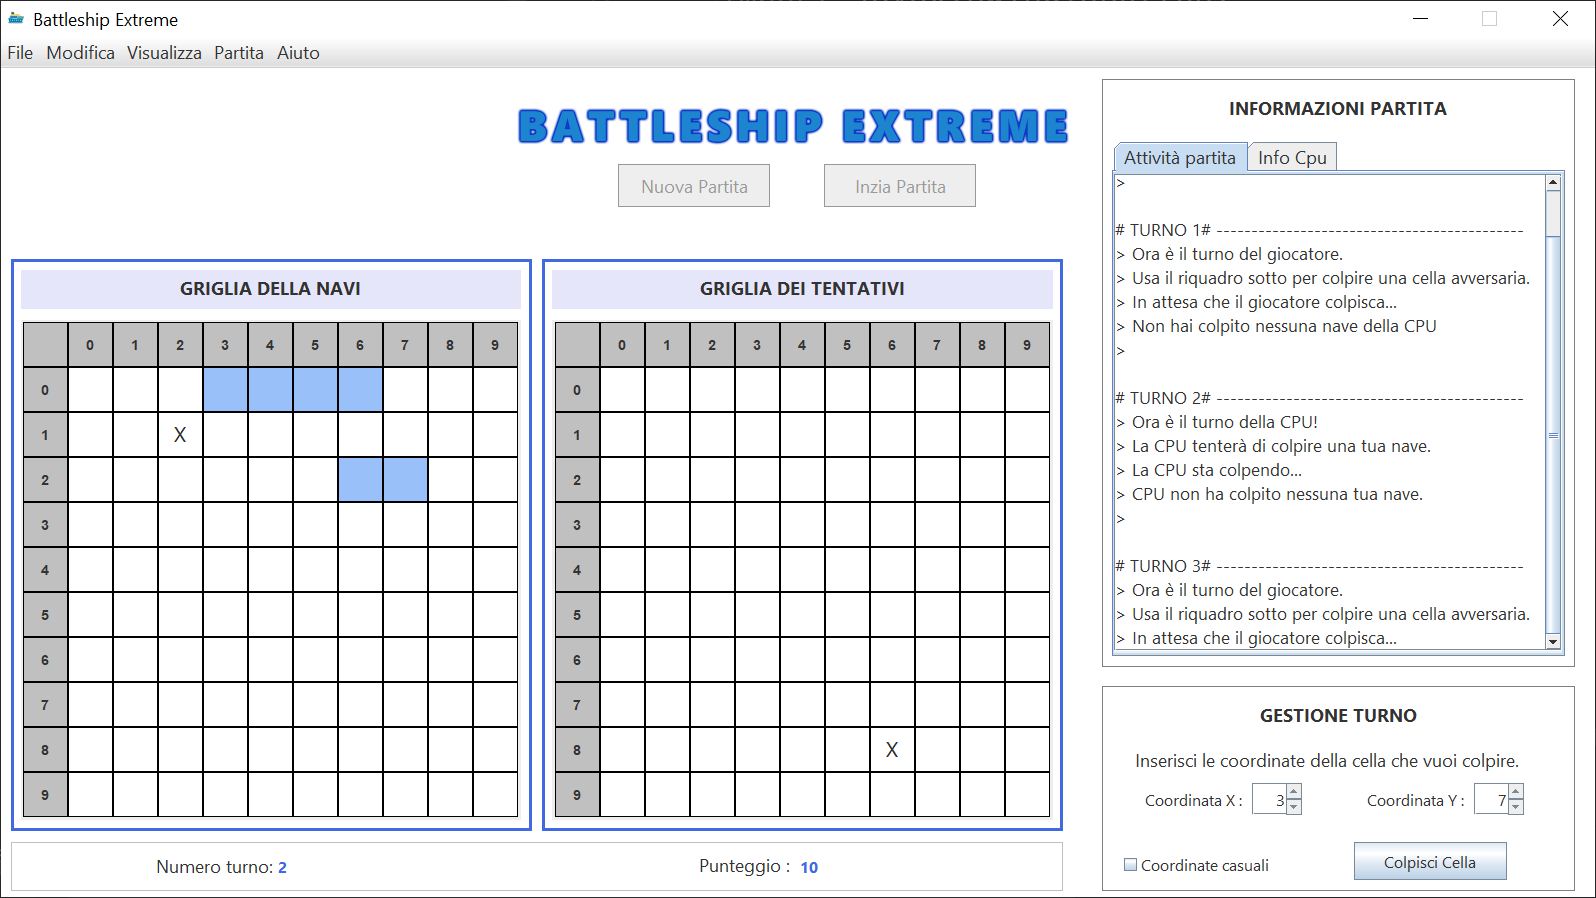 Battleship Extreme
File Modifica Visualizza Partita Aiuto
BATTLESHIP EXTREME
Nuova Partita Inzia Partita
GRIGLIA DELLA NAVI
0 1 2 3 4 5 6 7 8 9
0
1 X
2
3
4
5
6
7
8
9
GRIGLIA DEI TENTATIVI
0 1 2 3 4 5 6 7 8 9
0
1
2
3
4
5
6
7
8 X
9
Numero turno: 2
Punteggio : 10
INFORMAZIONI PARTITA
Attività partita Info Cpu
>
# TURNO 1# --------------------------------------------
> Ora è il turno del giocatore.
> Usa il riquadro sotto per colpire una cella avversaria.
> In attesa che il giocatore colpisca...
> Non hai colpito nessuna nave della CPU
>
# TURNO 2# --------------------------------------------
> Ora è il turno della CPU!
> La CPU tenterà di colpire una tua nave.
> La CPU sta colpendo...
> CPU non ha colpito nessuna tua nave.
>
# TURNO 3# --------------------------------------------
> Ora è il turno del giocatore.
> Usa il riquadro sotto per colpire una cella avversaria.
> In attesa che il giocatore colpisca...
GESTIONE TURNO
Inserisci le coordinate della cella che vuoi colpire.
Coordinata X : 3 Coordinata Y : 7
Coordinate casuali
Colpisci Cella